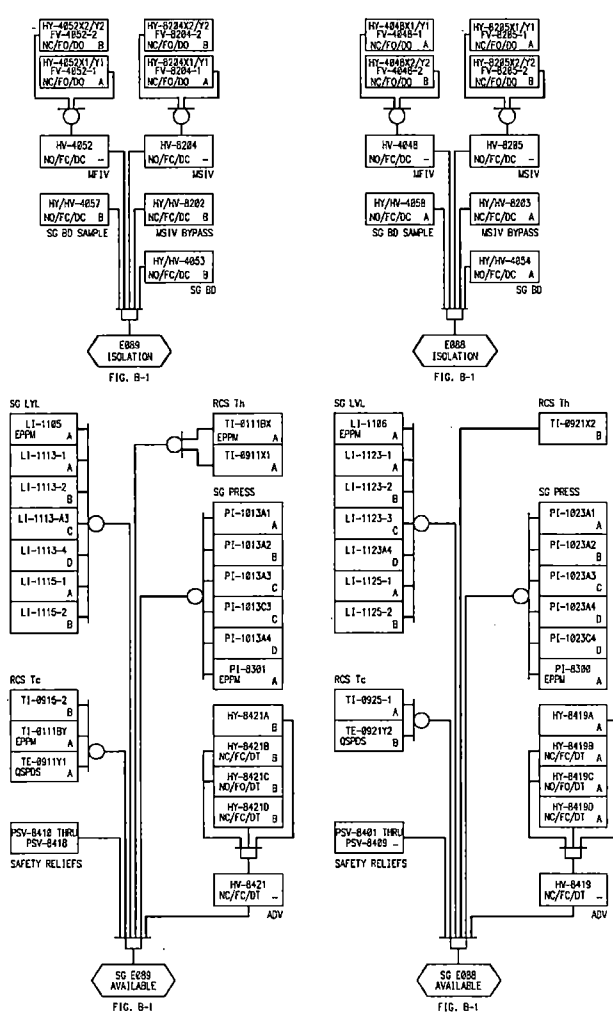 HY-4052X2/Y2
FV-4052-2
NC/FO/DO B
HY-4052X1/Y1
FV-4052-1
NC/FO/DO A
HY-8204X2/Y2
FV-8204-2
NC/FO/DO B
HY-8204X1/Y1
FV-8204-1
NC/FO/DO A
HV-4052
NO/FC/DC –
MFIV
HV-8204
NO/FC/DC –
MSIV
HY/HV-4057
NO/FC/DC B
SG BD SAMPLE
HY/HV-8202
NO/FC/DC B
MSIV BYPASS
HY/HV-4053
NO/FC/DC B
SG BD
E089
ISOLATION
FIG. B-1
HY-4048X1/Y1
FV-4048-1
NC/FO/DO A
HY-4048X2/Y2
FV-4048-2
NC/FO/DO B
HY-8205X1/Y1
FV-8205-1
NC/FO/DO A
HY-8205X2/Y2
FV-8205-2
NC/FO/DO B
HV-4048
NO/FC/DC –
MFIV
HV-8205
NO/FC/DC –
MSIV
HY/HV-4058
NO/FC/DC A
SG BD SAMPLE
HY/HV-8203
NO/FC/DC A
MSIV BYPASS
HY/HV-4054
NO/FC/DC A
SG BD
E088
ISOLATION
FIG. B-1
SG LVL
LI-1105
EPPM A
LI-1113-1
A
LI-1113-2
B
LI-1113-A3
C
LI-1113-4
D
LI-1115-1
A
LI-1115-2
B
RCS Th
TI-0111BX
EPPM A
TI-0911X1
A
SG PRESS
PI-1013A1
A
PI-1013A2
B
PI-1013A3
C
PI-1013C3
C
PI-1013A4
D
PI-8301
EPPM A
RCS Tc
TI-0915-2
B
TI-0111BY
EPPM A
TE-0911Y1
QSPDS A
HY-8421A
B
HY-8421B
NC/FC/DT B
HY-8421C
NO/FO/DT B
HY-8421D
NC/FC/DT B
PSV-8410 THRU
PSV-8418
SAFETY RELIEFS
HV-8421
NC/FC/DT –
ADV
SG E089
AVAILABLE
FIG. B-1
SG LVL
LI-1106
EPPM A
LI-1123-1
A
LI-1123-2
B
LI-1123-3
C
LI-1123A4
D
LI-1125-1
A
LI-1125-2
B
RCS Th
TI-0921X2
B
SG PRESS
PI-1023A1
A
PI-1023A2
B
PI-1023A3
C
PI-1023A4
D
PI-1023C4
D
PI-8300
EPPM A
RCS Tc
TI-0925-1
A
TE-0921Y2
QSPDS B
HY-8419A
A
HY-8419B
NC/FC/DT A
HY-8419C
NO/FO/DT A
HY-8419D
NC/FC/DT A
PSV-8401 THRU
PSV-8409 –
SAFETY RELIEFS
HV-8419
NC/FC/DT –
ADV
SG E088
AVAILABLE
FIG. B-1